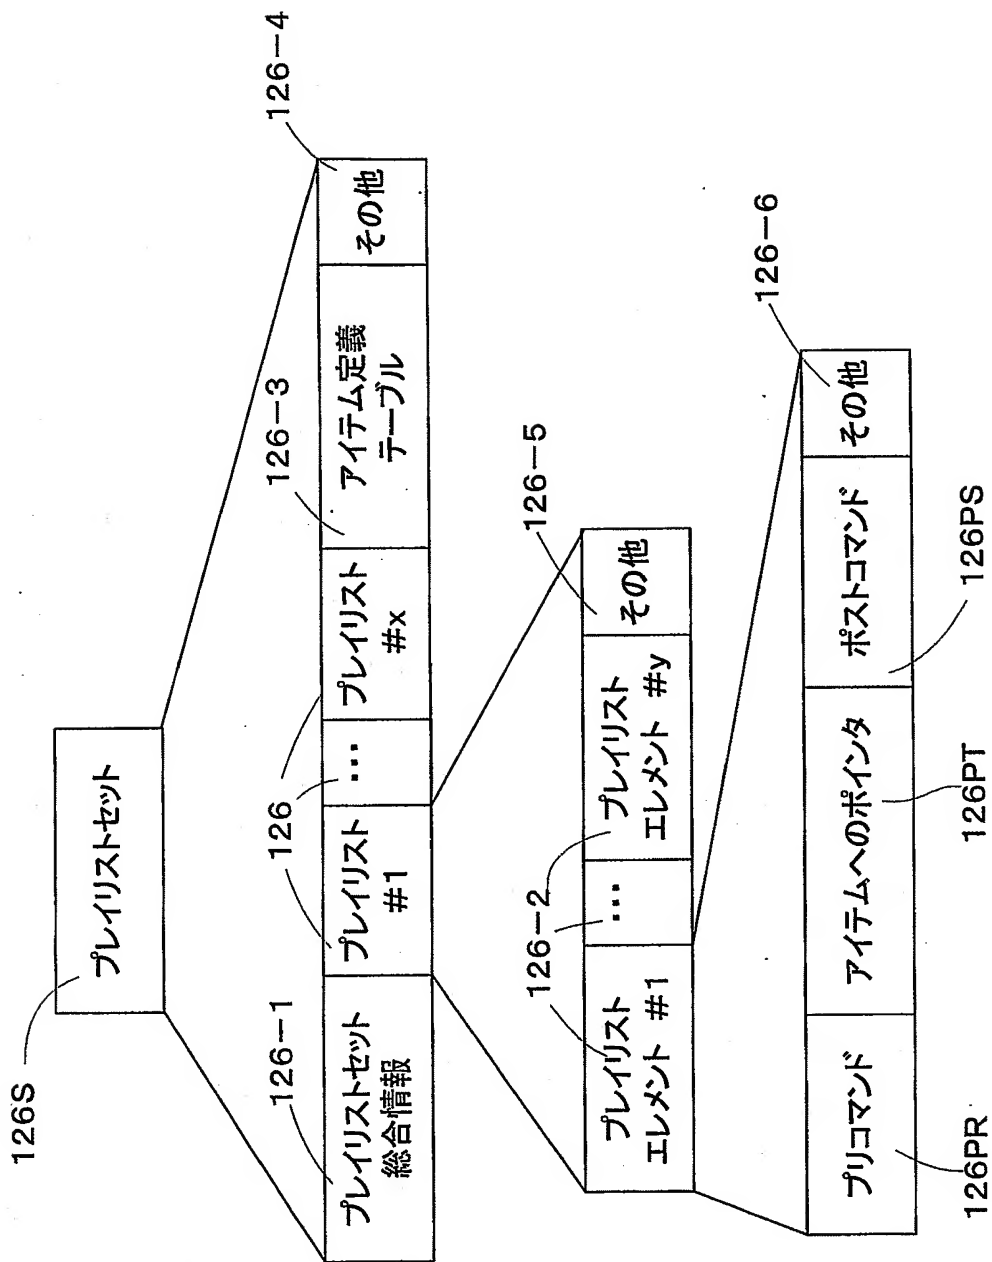 126S
プレイリストセット
126-1
126
126-3
126-4
プレイリストセット
総合情報
プレイリスト
#1
・・・
プレイリスト
#x
アイテム定義
テーブル
その他
126-2
126-5
プレイリスト
エレメント #1
・・・
プレイリスト
エレメント #y
その他
126-6
プリコマンド
アイテムへのポインタ
ポストコマンド
その他
126PR
126PT
126PS